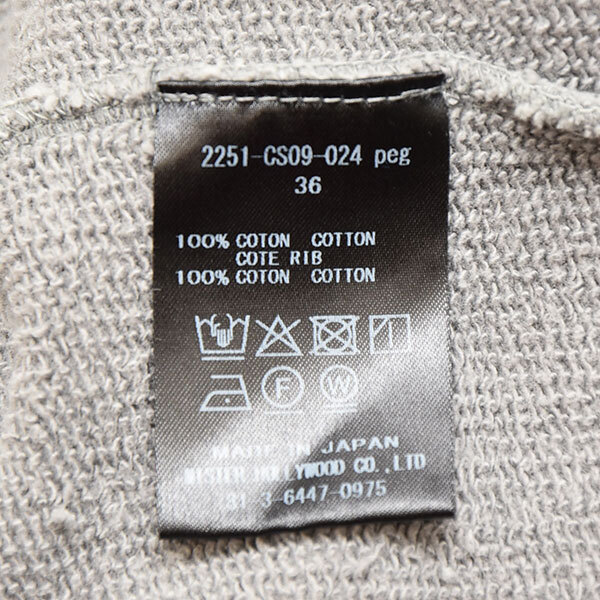 2251-CS09-024 peg
36
100% COTON COTTON
COTE RIB
100% COTON COTTON
F W
MADE IN JAPAN
MISTER HOLLYWOOD CO.,LTD
81 3-6447-0975